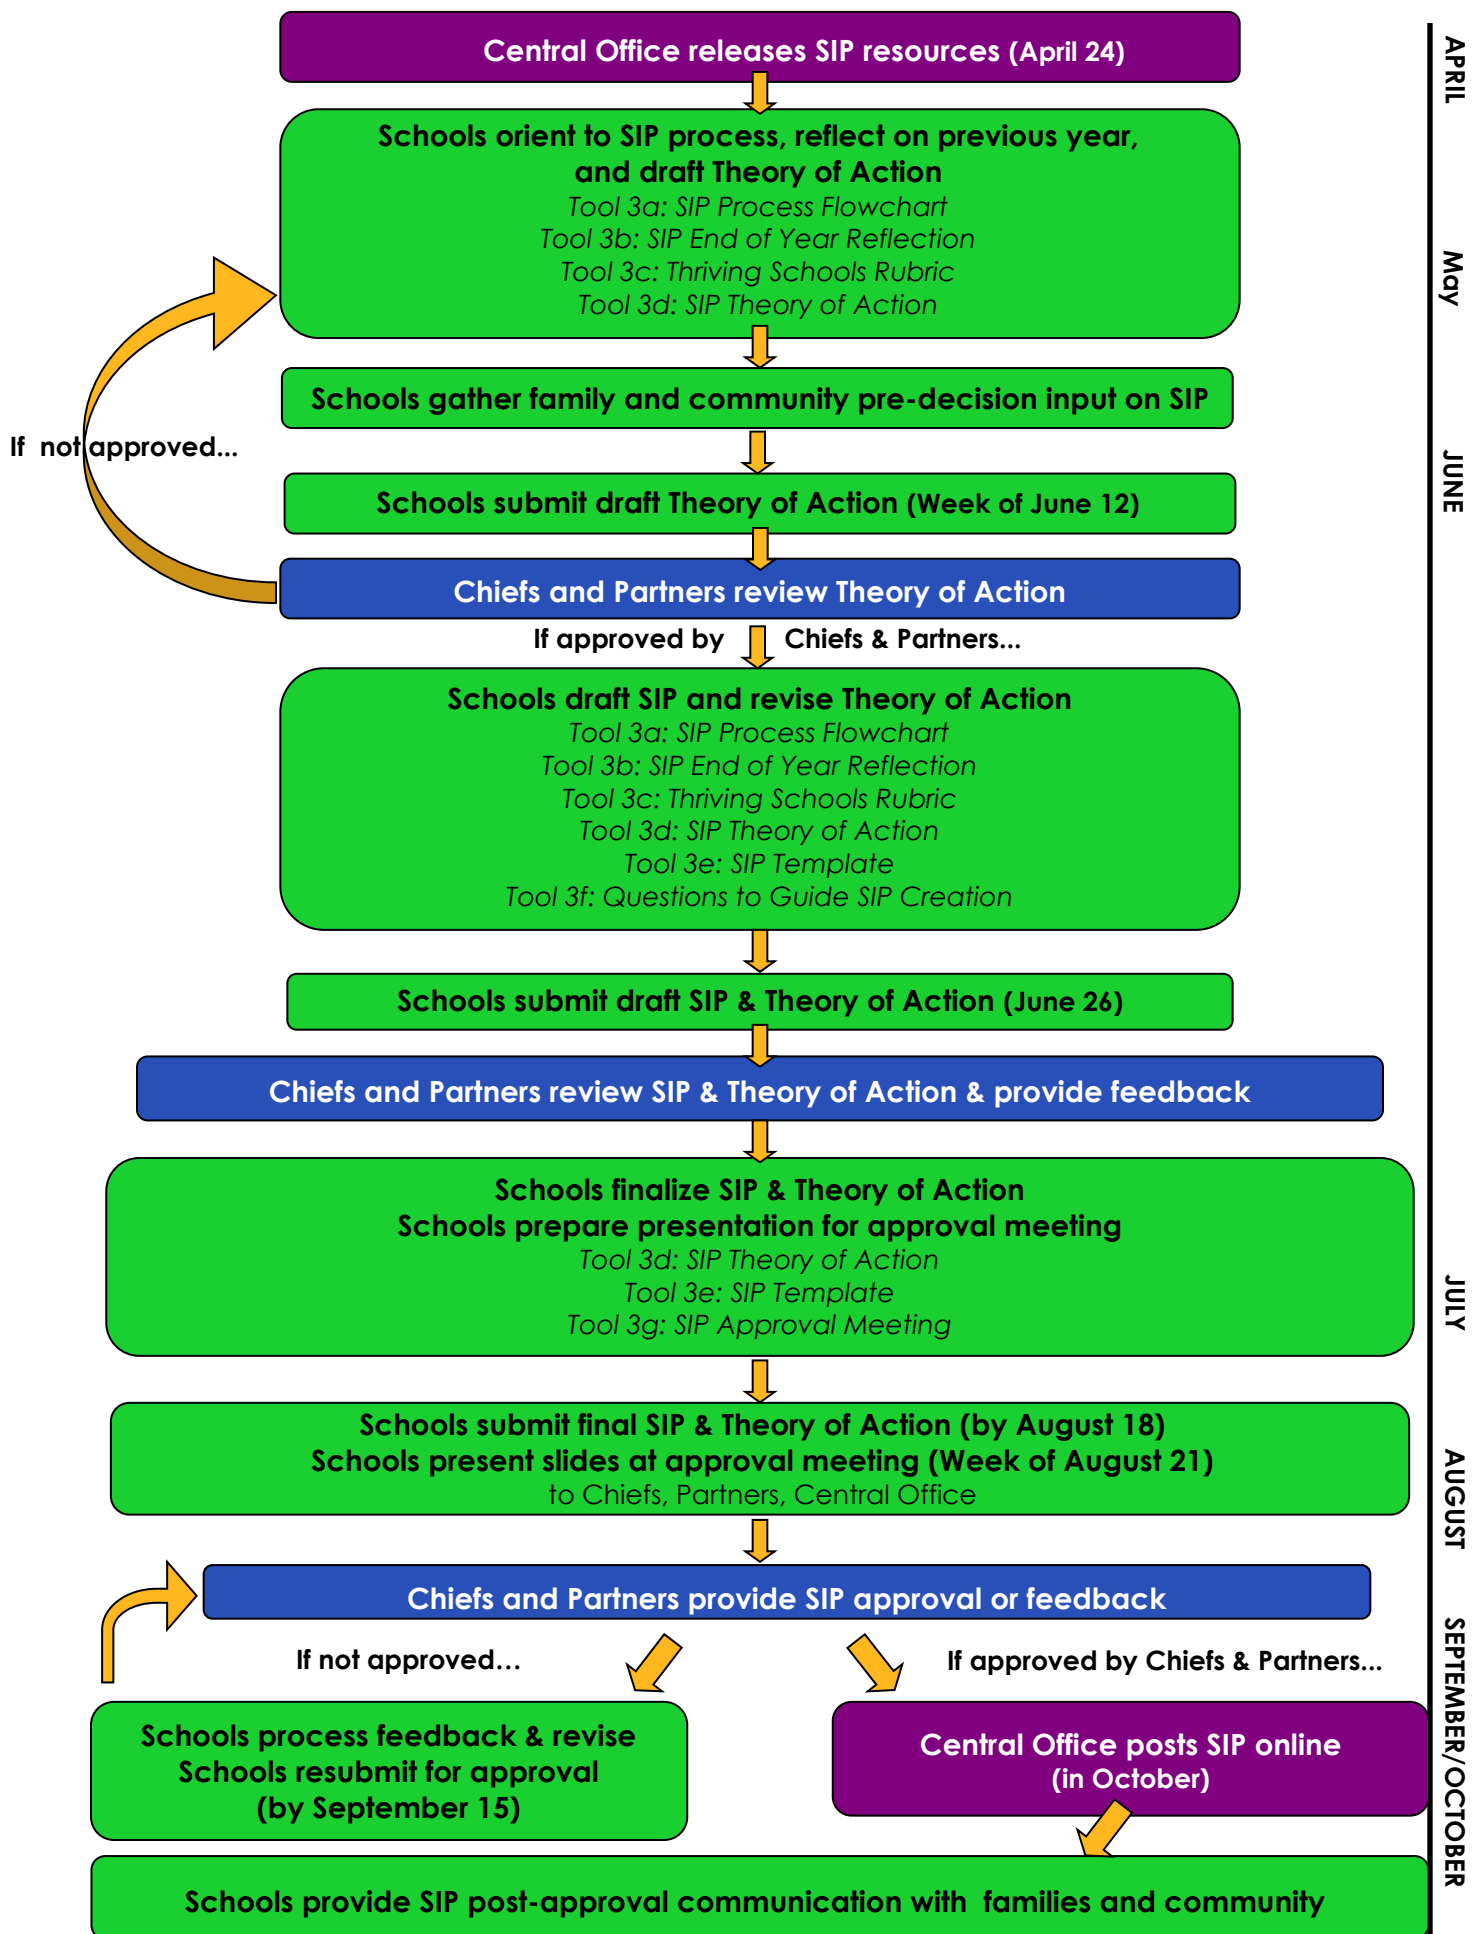 Central Office releases SIP resources (April 24)
APRIL
Schools orient to SIP process, reflect on previous year,
and draft Theory of Action
Tool 3a: SIP Process Flowchart
Tool 3b: SIP End of Year Reflection
Tool 3c: Thriving Schools Rubric
Tool 3d: SIP Theory of Action
May
Schools gather family and community pre-decision input on SIP
If not approved...
JUNE
Schools submit draft Theory of Action (Week of June 12)
Chiefs and Partners review Theory of Action
If approved by Chiefs & Partners...
Schools draft SIP and revise Theory of Action
Tool 3a: SIP Process Flowchart
Tool 3b: SIP End of Year Reflection
Tool 3c: Thriving Schools Rubric
Tool 3d: SIP Theory of Action
Tool 3e: SIP Template
Tool 3f: Questions to Guide SIP Creation
Schools submit draft SIP & Theory of Action (June 26)
Chiefs and Partners review SIP & Theory of Action & provide feedback
Schools finalize SIP & Theory of Action
Schools prepare presentation for approval meeting
Tool 3d: SIP Theory of Action
Tool 3e: SIP Template
Tool 3g: SIP Approval Meeting
JULY
Schools submit final SIP & Theory of Action (by August 18)
Schools present slides at approval meeting (Week of August 21)
to Chiefs, Partners, Central Office
AUGUST
Chiefs and Partners provide SIP approval or feedback
If not approved…
If approved by Chiefs & Partners...
SEPTEMBER/OCTOBER
Schools process feedback & revise
Schools resubmit for approval
(by September 15)
Central Office posts SIP online
(in October)
Schools provide SIP post-approval communication with families and community